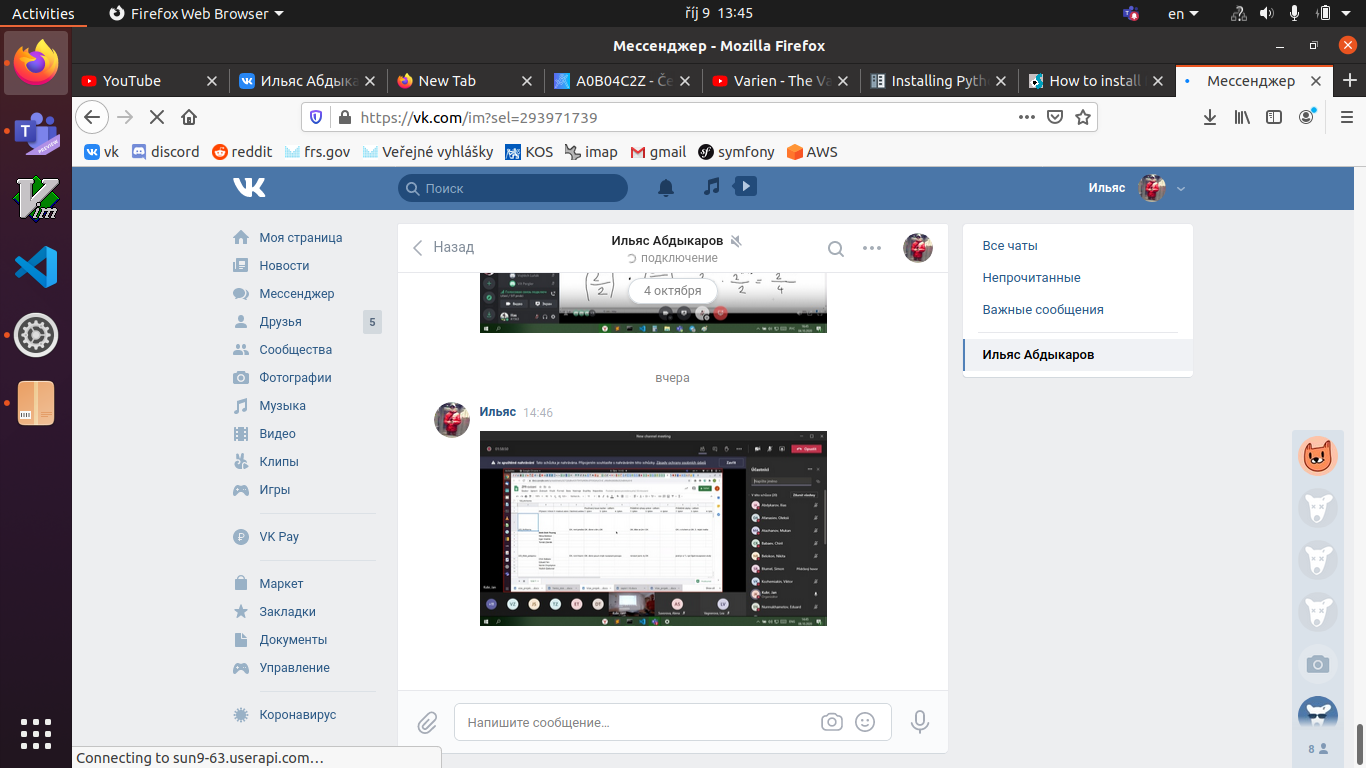 Activities
Firefox Web Browser
říj 9 13:45
en
Мессенджер - Mozilla Firefox
YouTube
Ильяс Абдыка
New Tab
A0B04C2Z - Če
Varien - The Va
Installing Pyth
How to install
Мессенджер
https://vk.com/im?sel=293971739
vk
discord
reddit
frs.gov
Veřejné vyhlášky
KOS
imap
gmail
symfony
AWS
Поиск
Ильяс
Моя страница
Новости
Мессенджер
Друзья
5
Сообщества
Фотографии
Музыка
Видео
Клипы
Игры
VK Pay
Маркет
Закладки
Документы
Управление
Коронавирус
Назад
Ильяс Абдыкаров
подключение
4 октября
вчера
Ильяс 14:46
New channel meeting
Účastníci
Напишите сообщение...
Все чаты
Непрочитанные
Важные сообщения
Ильяс Абдыкаров
8
Connecting to sun9-63.userapi.com…